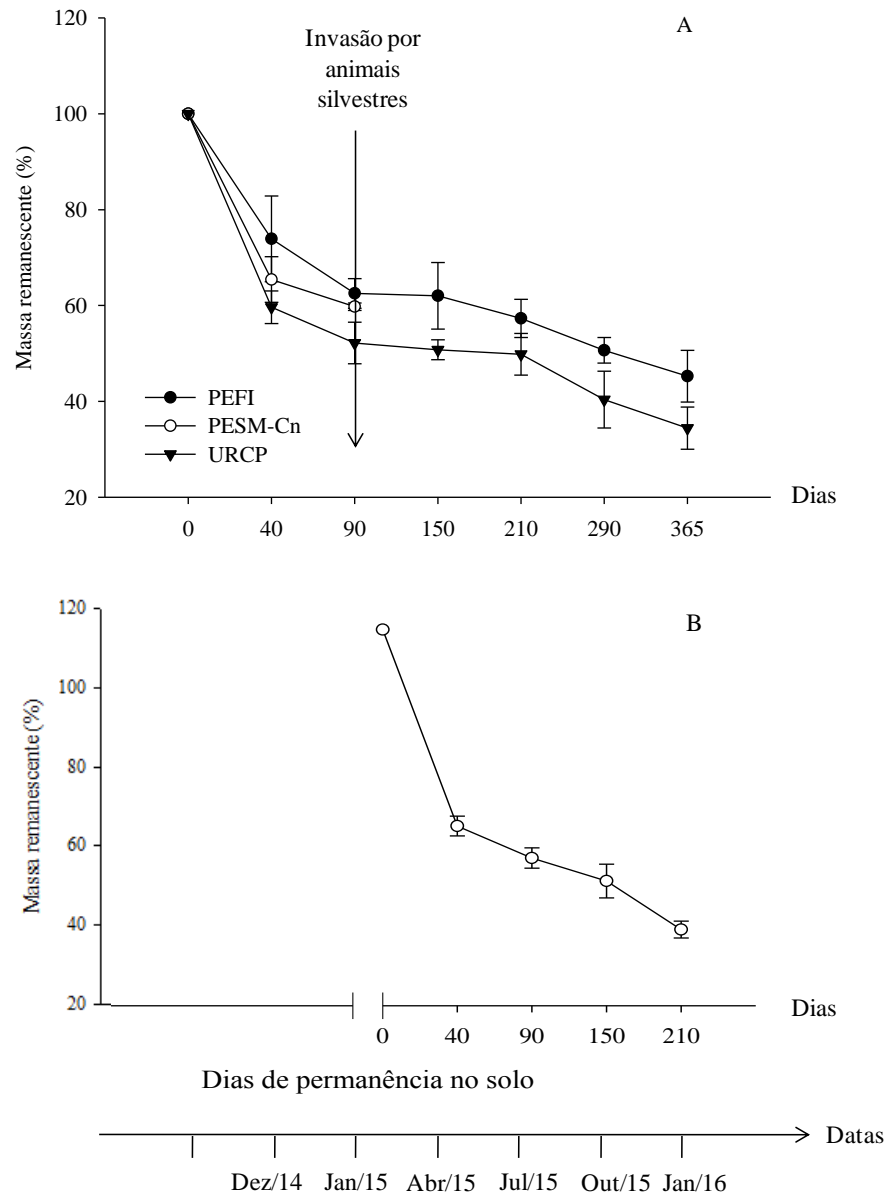 A
Invasão por
animais
silvestres
Massa remanescente (%)
120
100
80
60
40
20
PEFI
PESM-Cn
URCP
Dias
0 40 90 150 210 290 365
B
Massa remanescente (%)
120
100
80
60
40
20
Dias
0 40 90 150 210
Dias de permanência no solo
Datas
Dez/14 Jan/15 Abr/15 Jul/15 Out/15 Jan/16